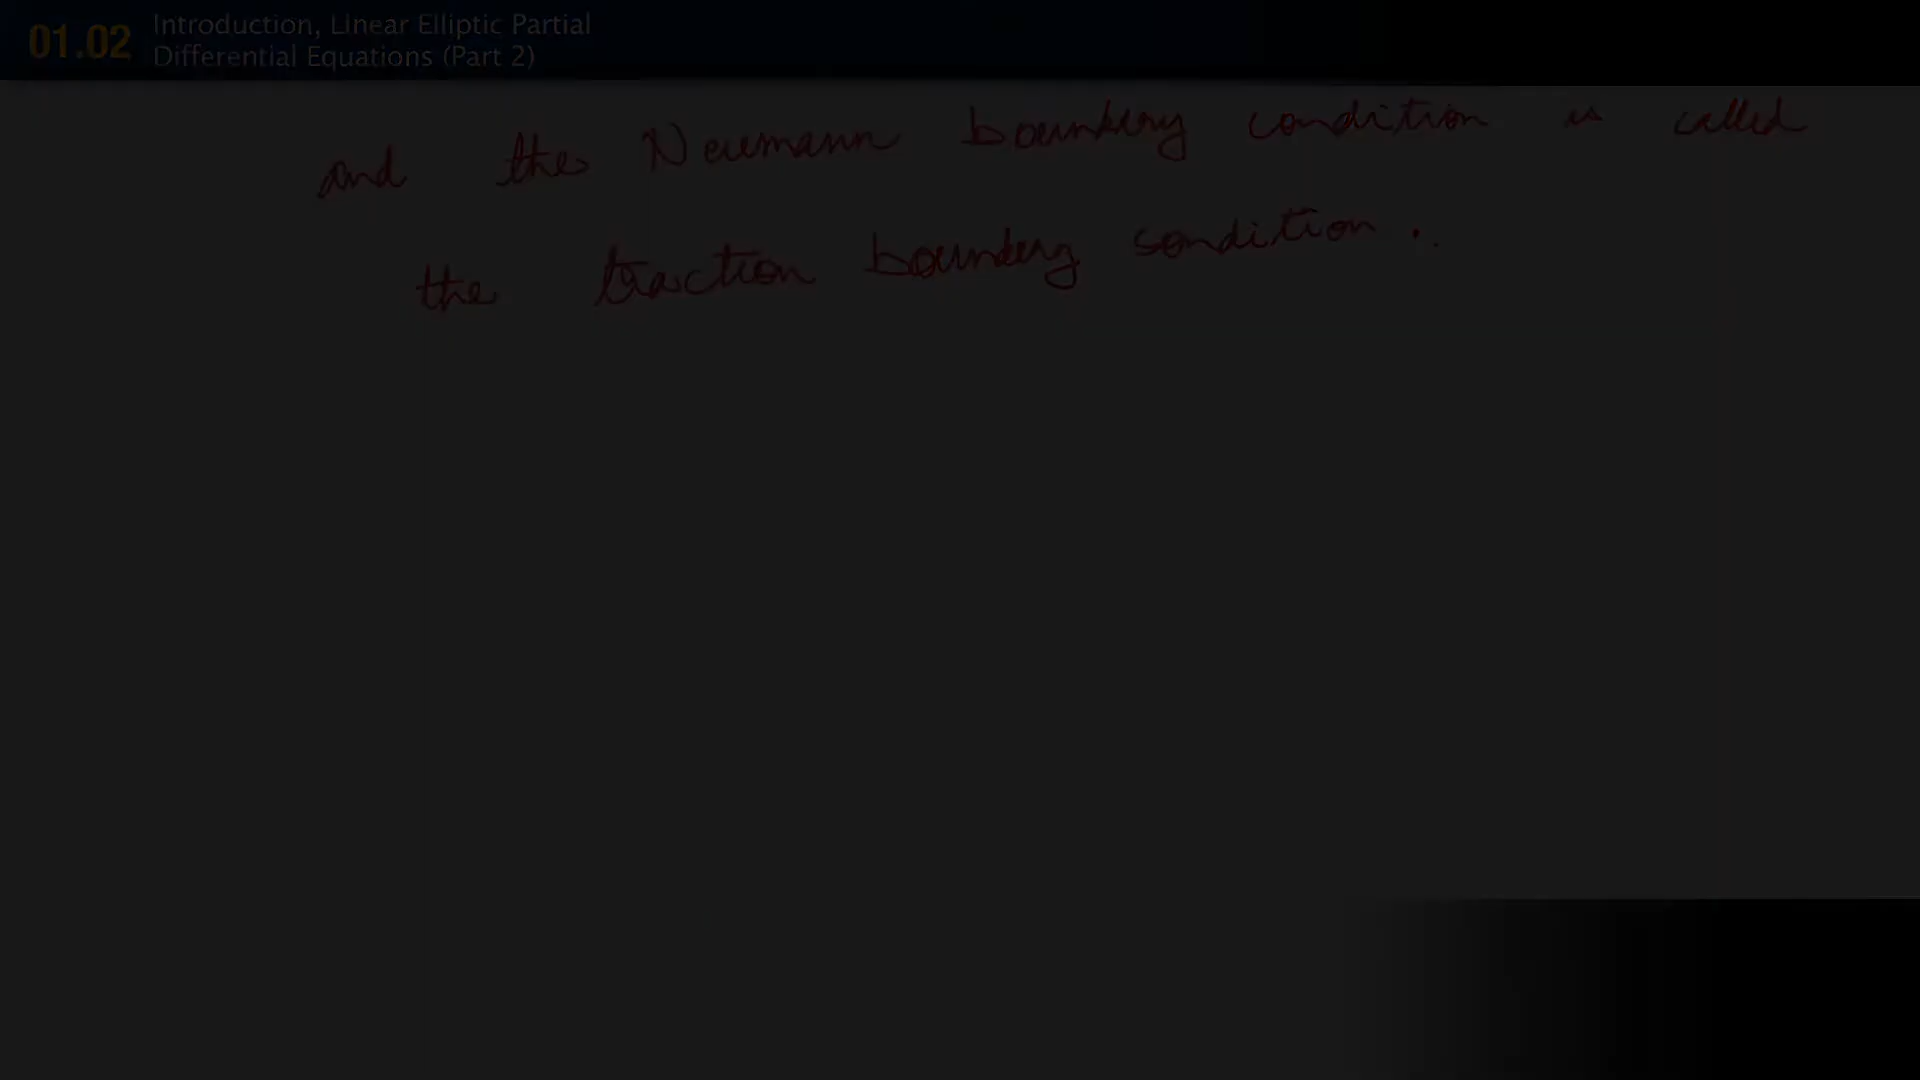 01.02
Introduction, Linear Elliptic Partial
Differential Equations (Part 2)
and the Neumann boundary condition is called
the traction boundary condition.